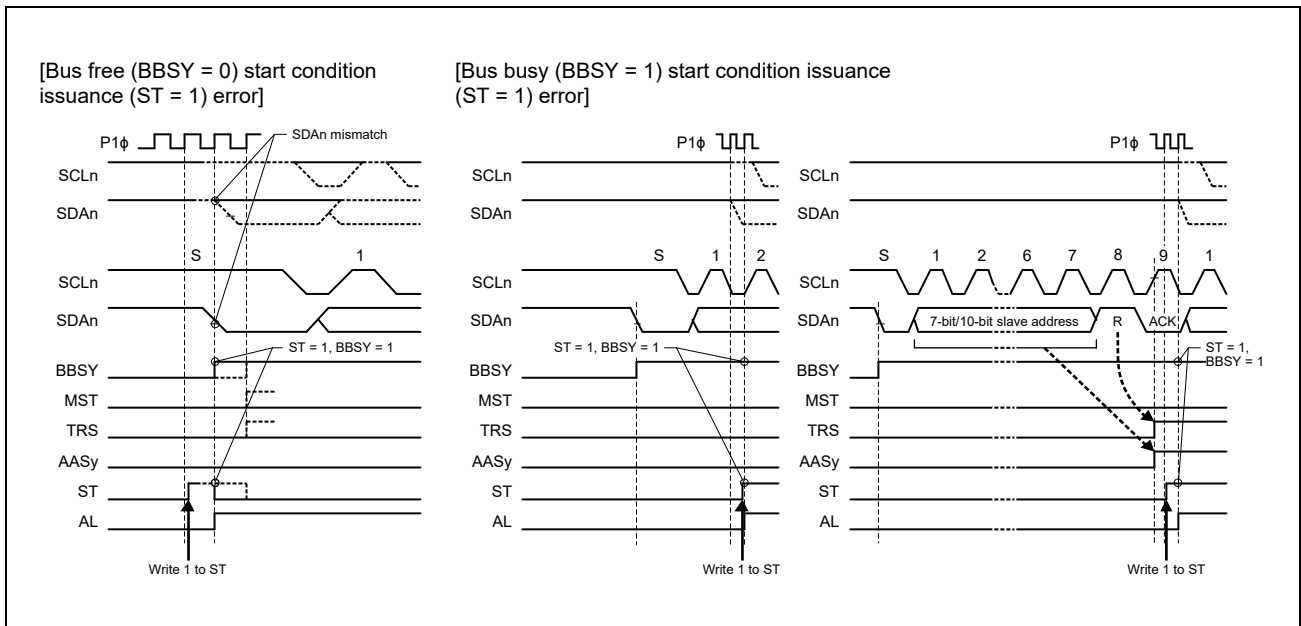 [Bus free (BBSY = 0) start condition
issuance (ST = 1) error]
P1ϕ
SDAn mismatch
SCLn
SDAn
S
1
SCLn
SDAn
ST = 1, BBSY = 1
BBSY
MST
TRS
AASy
ST
AL
Write 1 to ST
[Bus busy (BBSY = 1) start condition issuance
(ST = 1) error]
P1ϕ
SCLn
SDAn
S 1 2
SCLn
SDAn
ST = 1, BBSY = 1
BBSY
MST
TRS
AASy
ST
AL
Write 1 to ST
P1ϕ
SCLn
SDAn
S 1 2 6 7 8 9 1
SCLn
SDAn
7-bit/10-bit slave address R ACK
ST = 1,
BBSY = 1
BBSY
MST
TRS
AASy
ST
AL
Write 1 to ST